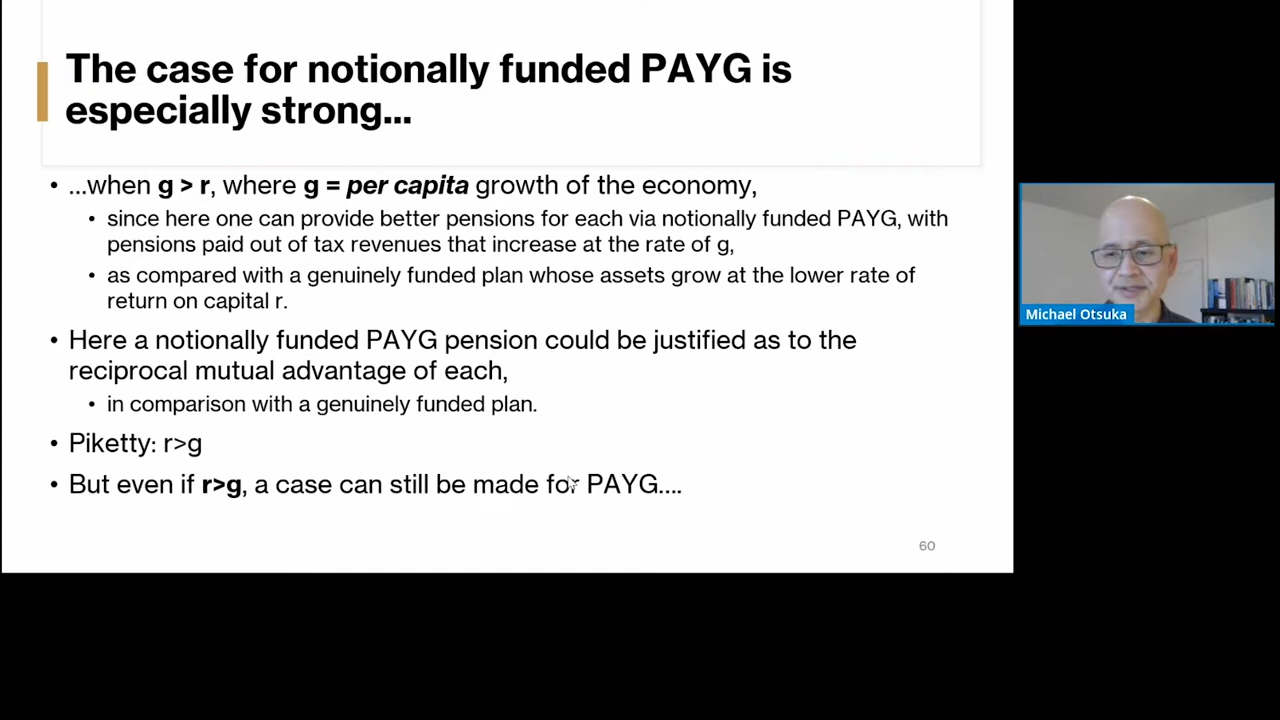 The case for notionally funded PAYG is
especially strong...
• ...when g > r, where g = per capita growth of the economy,
• since here one can provide better pensions for each via notionally funded PAYG, with
pensions paid out of tax revenues that increase at the rate of g,
• as compared with a genuinely funded plan whose assets grow at the lower rate of
return on capital r.
• Here a notionally funded PAYG pension could be justified as to the
reciprocal mutual advantage of each,
• in comparison with a genuinely funded plan.
• Piketty: r>g
• But even if r>g, a case can still be made for PAYG....
60
Michael Otsuka